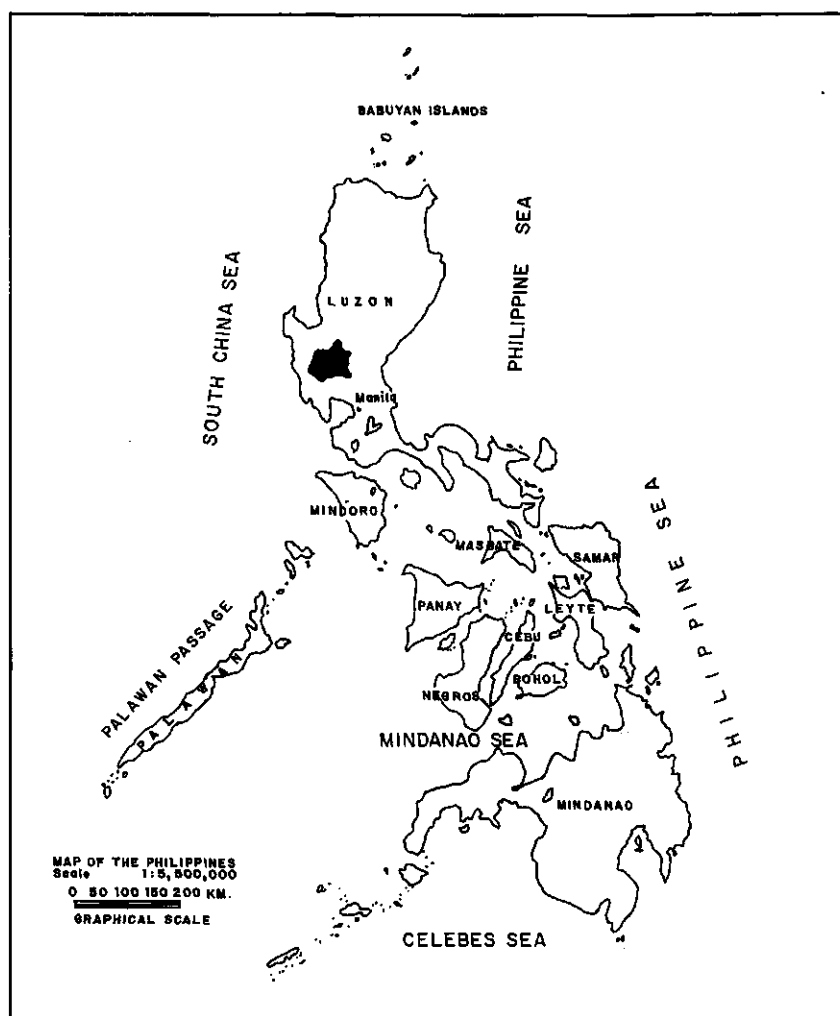 BABUYAN ISLANDS
SOUTH CHINA SEA
PHILIPPINE SEA
LUZON
Manila
MINDORO
MASBATE
SAMAR
PHILIPPINE SEA
PANAY
LEYTE
CEBU
PALAWAN PASSAGE
PALAWAN
NEGROS
BOHOL
MINDANAO SEA
MINDANAO
MAP OF THE PHILIPPINES
Scale 1:5,500,000
0 50 100 150 200 KM.
GRAPHICAL SCALE
CELEBES SEA